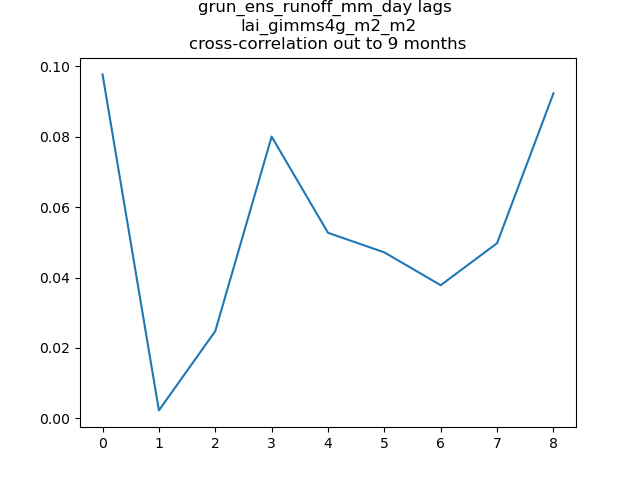 grun_ens_runoff_mm_day lags
lai_gimms4g_m2_m2
cross-correlation out to 9 months
0.10
0.08
0.06
0.04
0.02
0.00
0 1 2 3 4 5 6 7 8